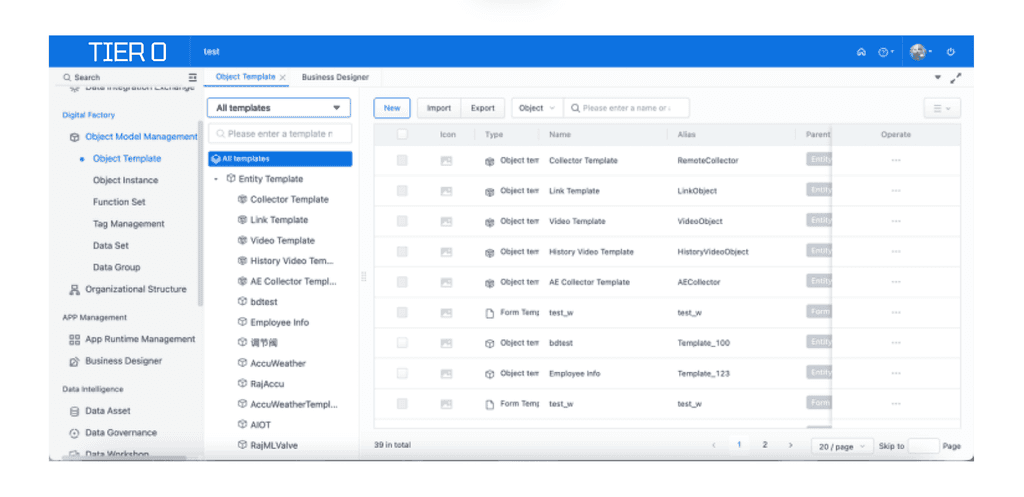 TIER 0
test
Search
Object Template
Business Designer
Data Integration Exchange
Digital Factory
Object Model Management
Object Template
Object Instance
Function Set
Tag Management
Data Set
Data Group
Organizational Structure
APP Management
App Runtime Management
Business Designer
Data Intelligence
Data Asset
Data Governance
Data Workshop
All templates
Please enter a template n
All templates
Entity Template
Collector Template
Link Template
Video Template
History Video Tem...
AE Collector Templ...
bdtest
Employee Info
调节阀
AccuWeather
RajAccu
AccuWeatherTempl...
AIOT
RajMLValve
New Import Export Object Please enter a name or
Icon Type Name Alias Parent Operate
Object tem Collector Template RemoteCollector Entity ...
Object tem Link Template LinkObject Entity ...
Object tem Video Template VideoObject Entity ...
Object tem History Video Template HistoryVideoObject Entity ...
Object tem AE Collector Template AECollector Entity ...
Form Temp test_w test_w Form ...
Object tem bdtest Template_100 Entity ...
Object tem Employee Info Template_123 Entity ...
Form Temp test_w test_w Form ...
39 in total < 1 2 > 20 / page Skip to Page